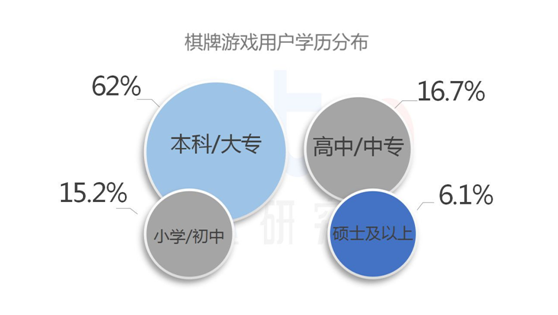 棋牌游戏用户学历分布
62%
本科/大专
16.7%
高中/中专
15.2%
小学/初中
6.1%
硕士及以上